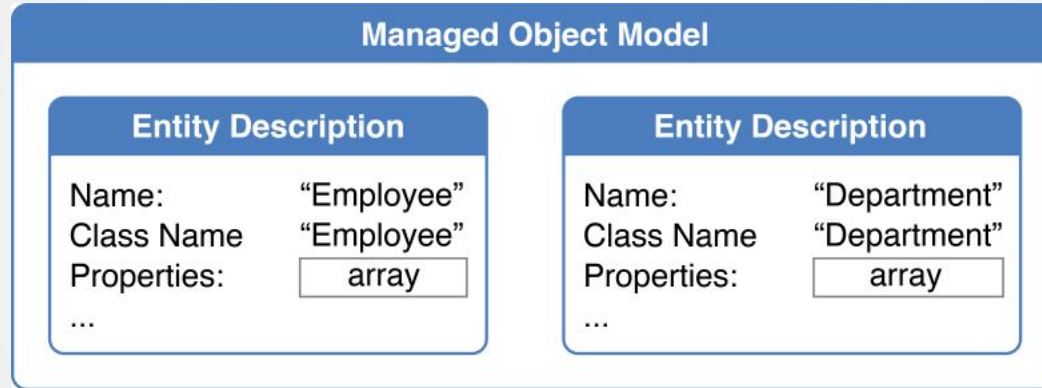 Managed Object Model
Entity Description
Name: “Employee”
Class Name “Employee”
Properties: array
...
Entity Description
Name: “Department”
Class Name “Department”
Properties: array
...